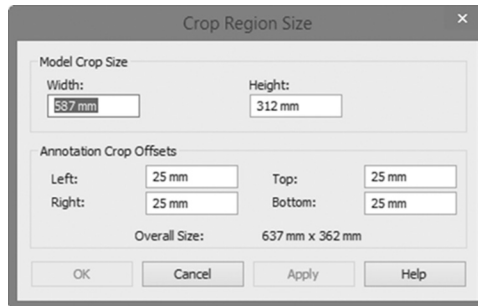 Crop Region Size
Model Crop Size
Width: Height:
587 mm 312 mm
Annotation Crop Offsets
Left: 25 mm Top: 25 mm
Right: 25 mm Bottom: 25 mm
Overall Size: 637 mm x 362 mm
OK Cancel Apply Help